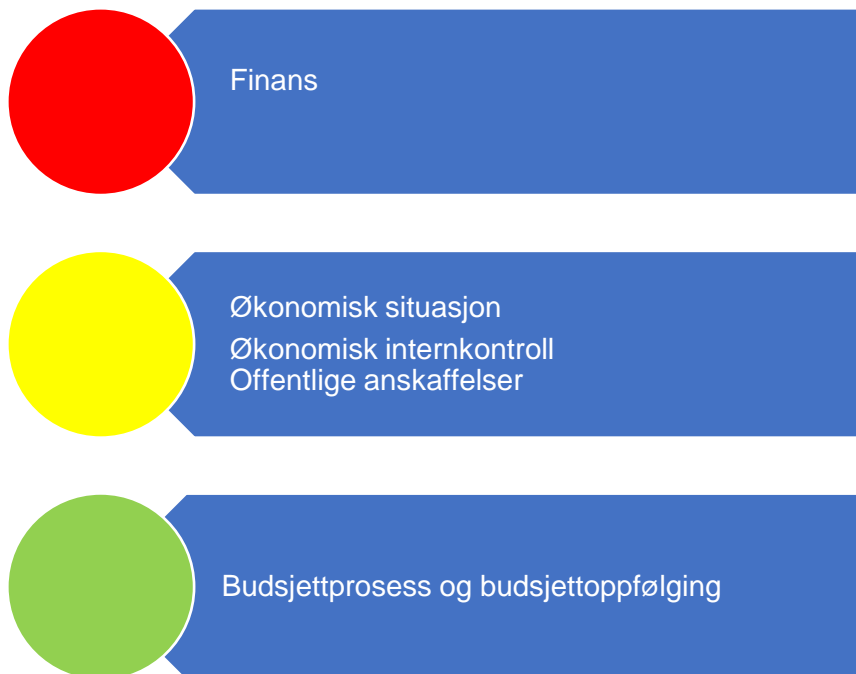 Finans
Økonomisk situasjon
Økonomisk internkontroll
Offentlige anskaffelser
Budsjettprosess og budsjettoppfølging